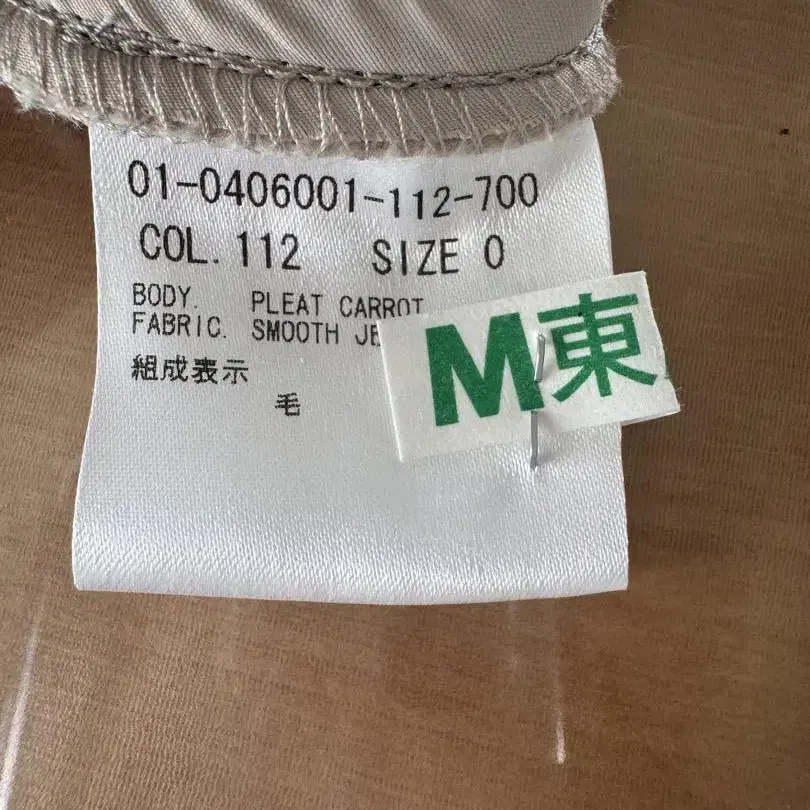 01-0406001-112-700
COL. 112 SIZE 0
BODY. PLEAT CARROT
FABRIC. SMOOTH
組成表示
毛
M東